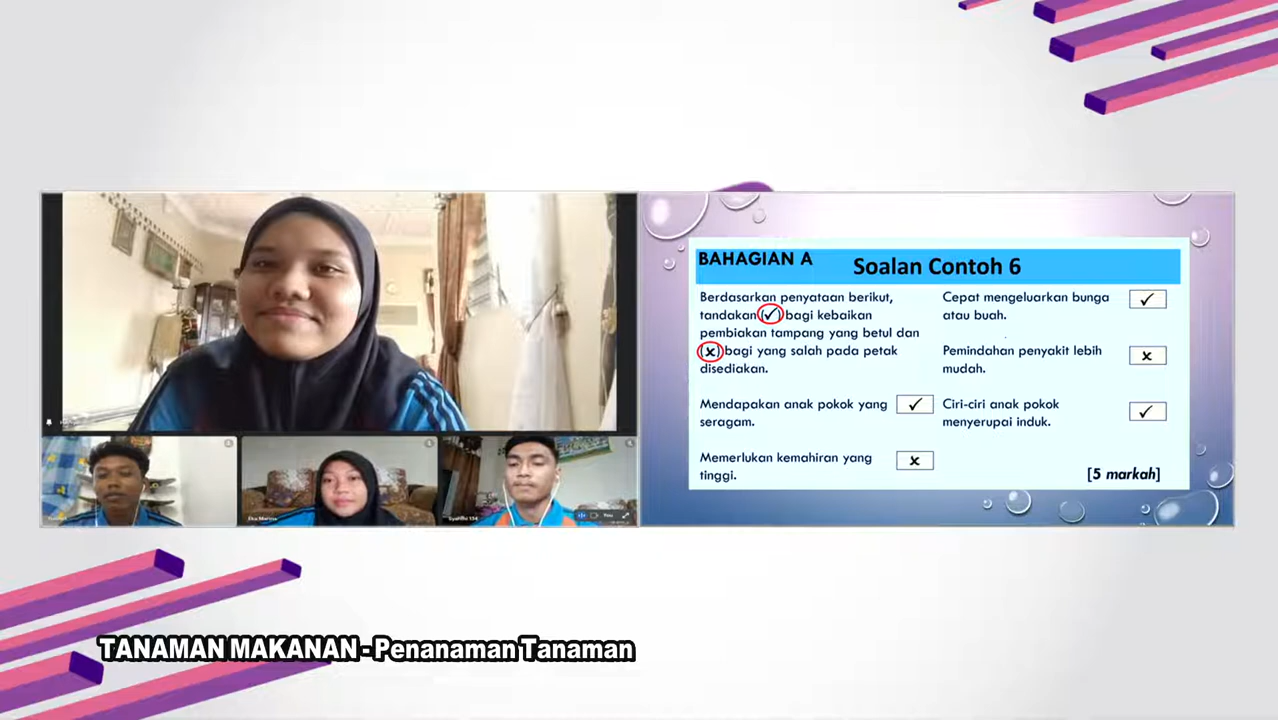 BAHAGIAN A
Soalan Contoh 6
Berdasarkan penyataan berikut,
tandakan (✓) bagi kebaikan
pembiakan tampang yang betul dan
(x) bagi yang salah pada petak
disediakan.
Mendapakan anak pokok yang ✓
seragam.
Memerlukan kemahiran yang x
tinggi.
Cepat mengeluarkan bunga ✓
atau buah.
Pemindahan penyakit lebih x
mudah.
Ciri-ciri anak pokok ✓
menyerupai induk.
[5 markah]
TANAMAN MAKANAN - Penanaman Tanaman